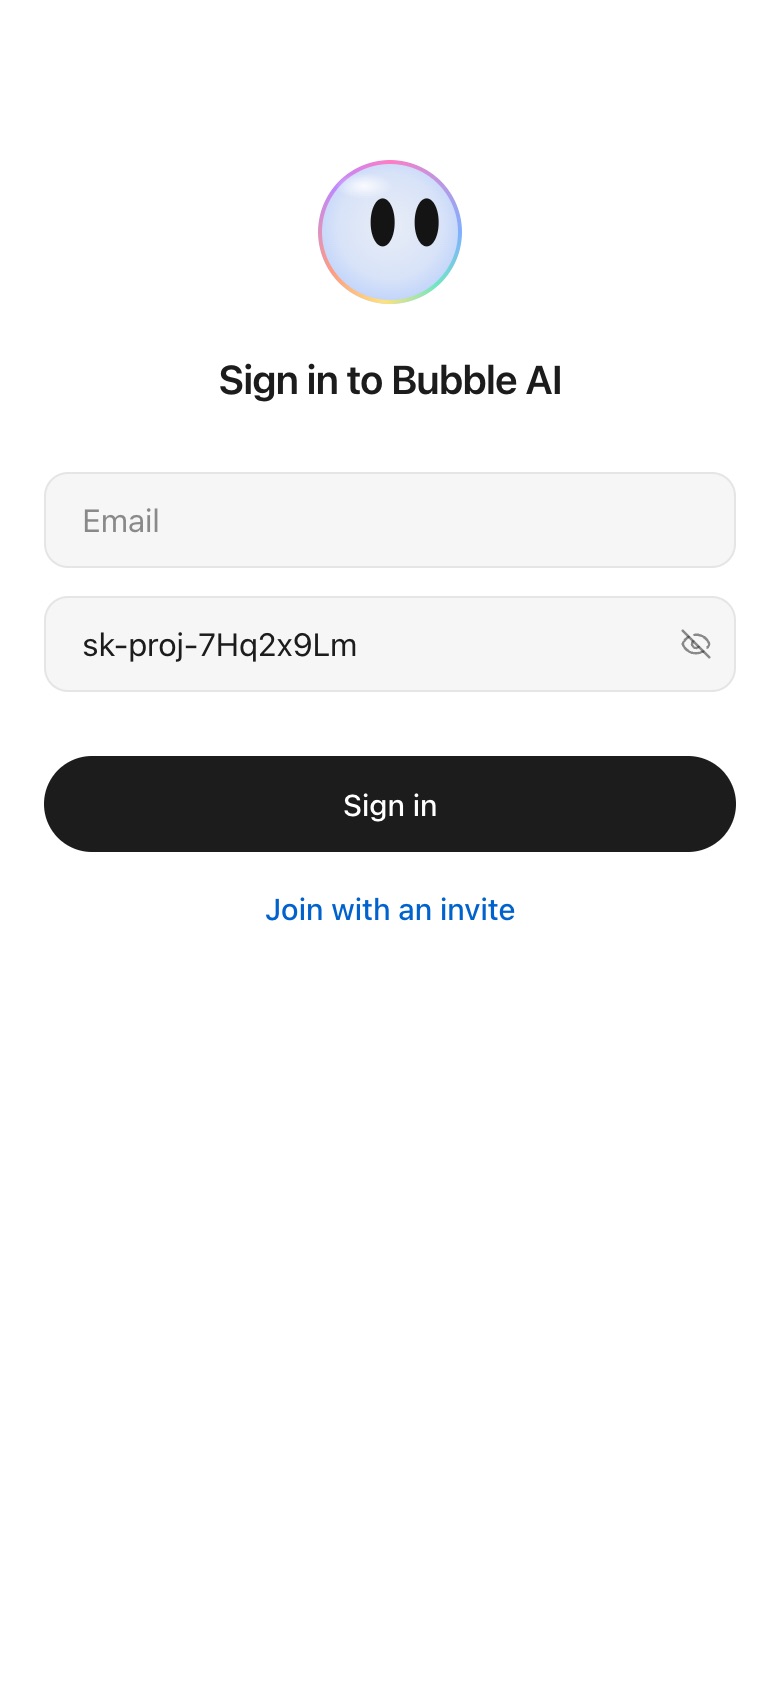 Sign in to Bubble AI
Email
sk-proj-7Hq2x9Lm
Sign in
Join with an invite